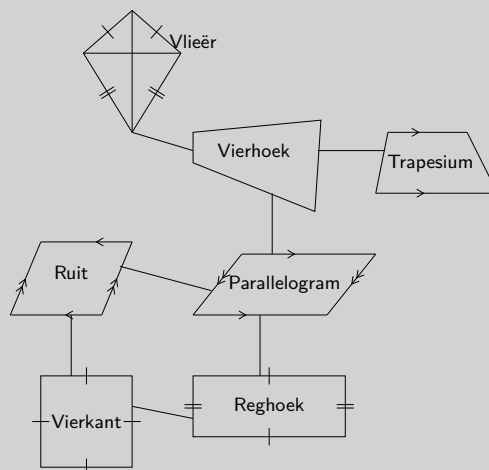 Vlieër
Vierhoek
Trapesium
Ruit
Parallelogram
Vierkant
Reghoek